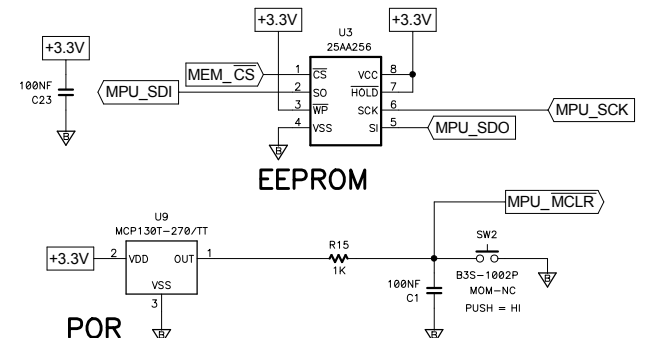 +3.3V
+3.3V
U3
25AA256
+3.3V
100NF
C23
B
MEM_CS
MPU_SDI
1 CS VCC 8
2 SO HOLD 7
3 WP SCK 6
4 VSS SI 5
MPU_SCK
MPU_SDO
B
EEPROM
MPU_MCLR
U9
MCP130T-270/TT
+3.3V
2 VDD OUT 1
VSS
3
B
R15
1K
100NF
C1
B
SW2
B3S-1002P
MOM-NC
PUSH = HI
B
POR